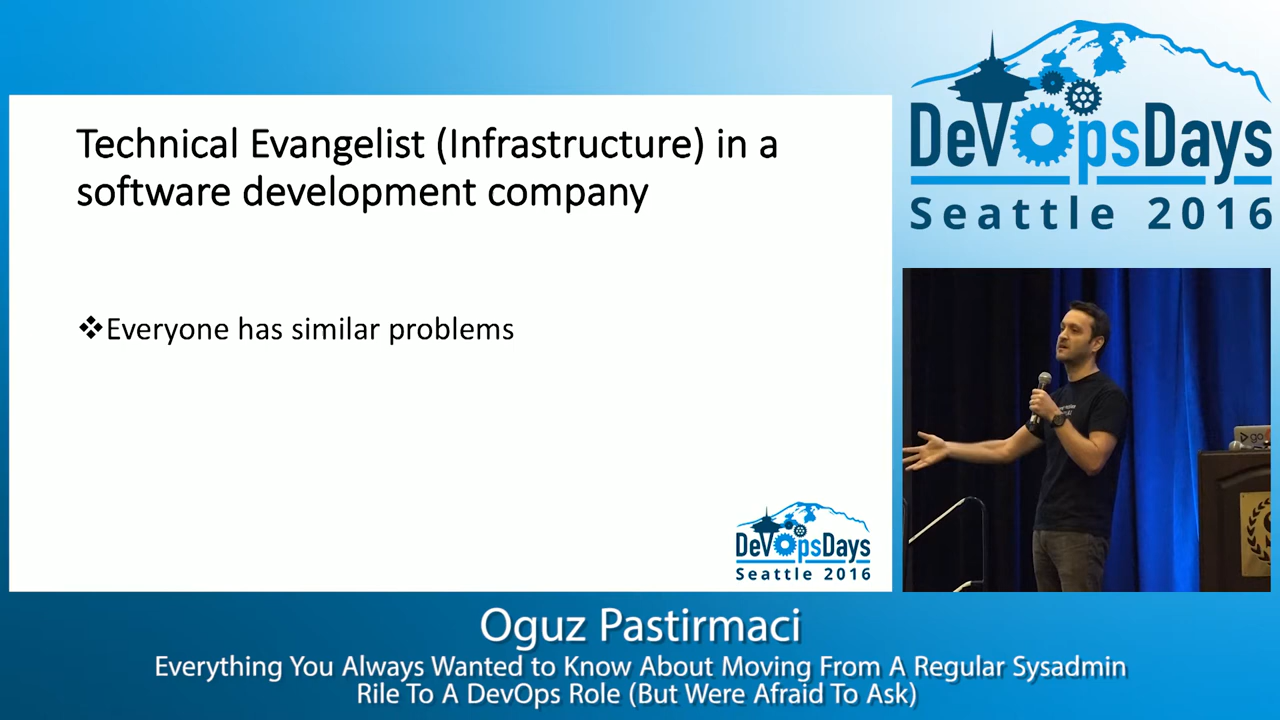 Technical Evangelist (Infrastructure) in a
software development company
❖Everyone has similar problems
DevOpsDays
Seattle 2016
DevOpsDays
Seattle 2016
go
Oguz Pastirmaci
Everything You Always Wanted to Know About Moving From A Regular Sysadmin
Rile To A DevOps Role (But Were Afraid To Ask)